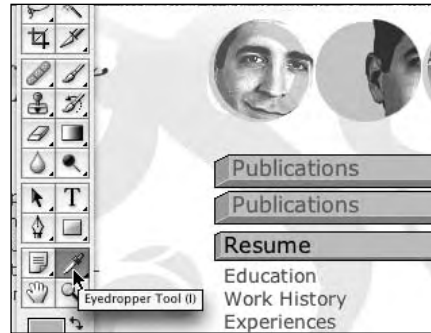 Publications
Publications
Resume
Education
Eyedropper Tool (I)
Work History
Experiences